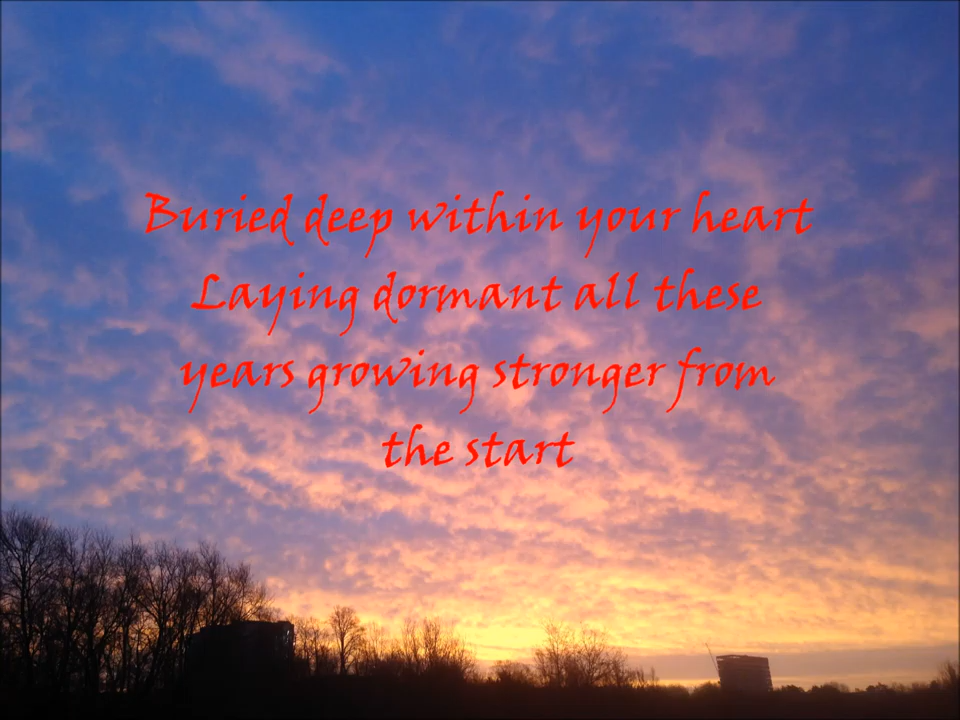 Buried deep within your heart
Laying dormant all these
years growing stronger from
the start